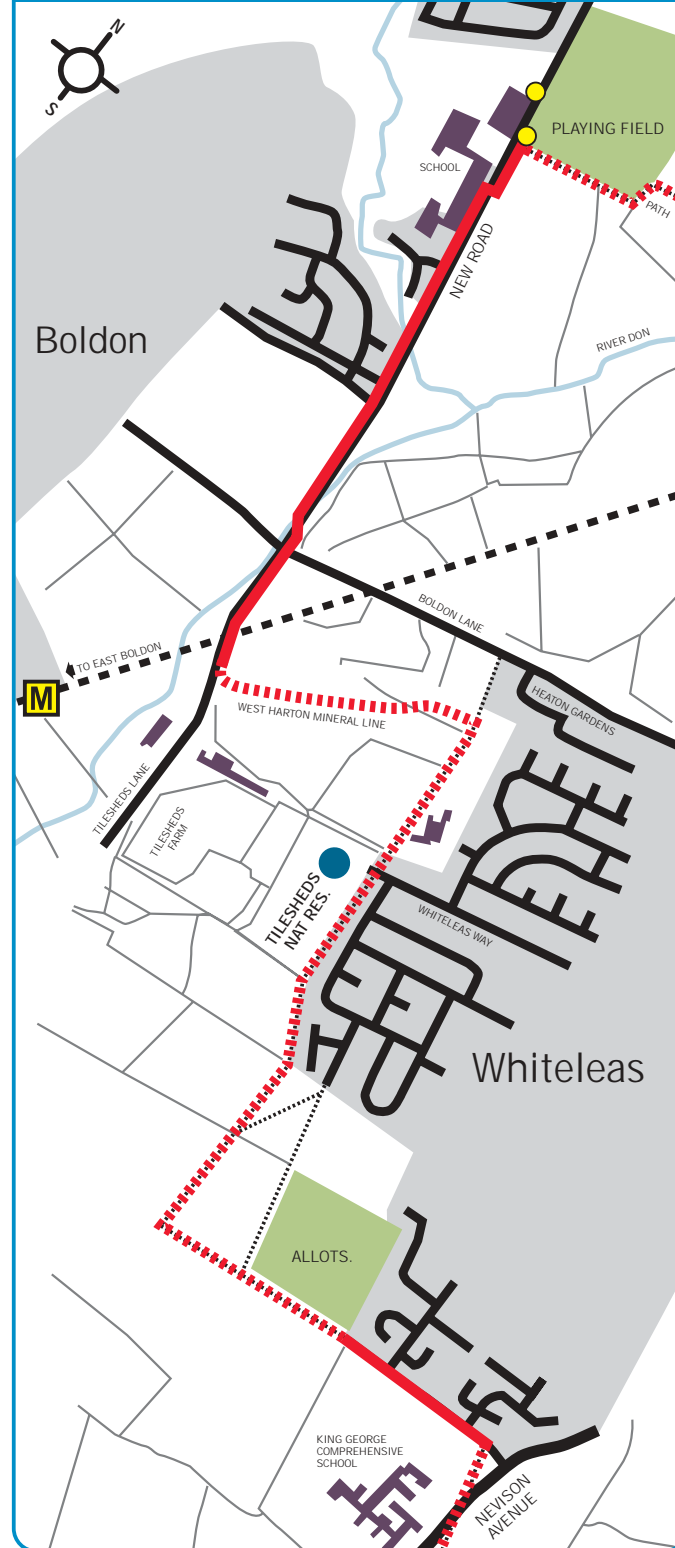 N
S
PLAYING FIELD
SCHOOL
PATH
NEW ROAD
RIVER DON
Boldon
BOLDON LANE
TO EAST BOLDON
M
HEATON GARDENS
WEST HARTON MINERAL LINE
TILESHEDS LANE
TILESHEDS
FARM
TILESHEDS
NAT RES.
WHITELEAS WAY
Whiteleas
ALLOTS.
KING GEORGE
COMPREHENSIVE
SCHOOL
NEVISON
AVENUE